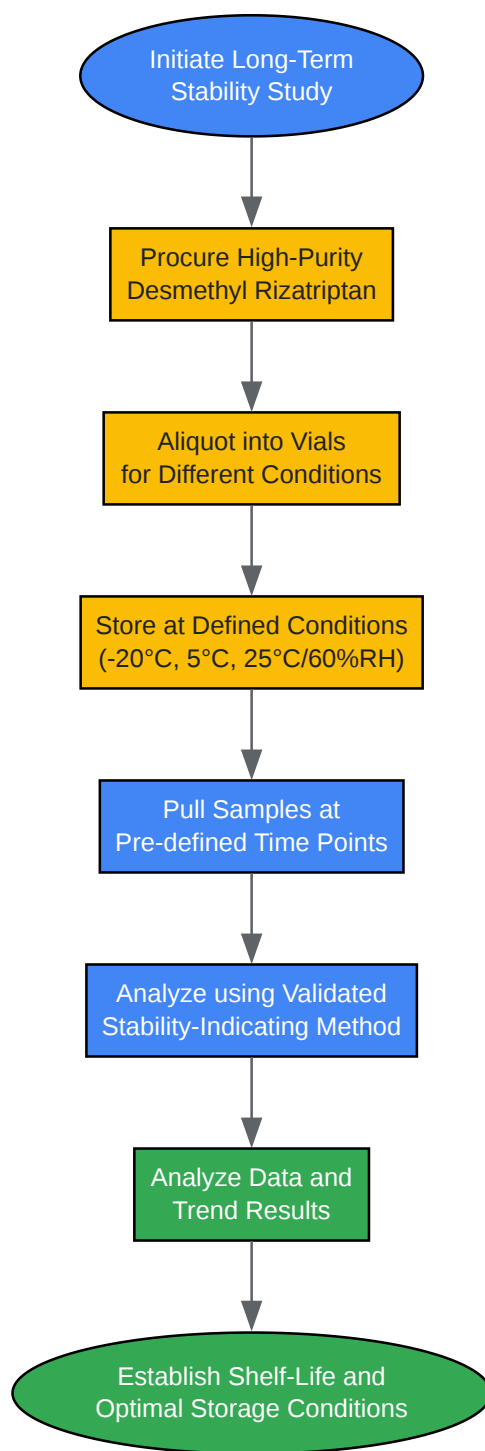 Initiate Long-Term
Stability Study
Procure High-Purity
Desmethyl Rizatriptan
Aliquot into Vials
for Different Conditions
Store at Defined Conditions
(-20°C, 5°C, 25°C/60%RH)
Pull Samples at
Pre-defined Time Points
Analyze using Validated
Stability-Indicating Method
Analyze Data and
Trend Results
Establish Shelf-Life and
Optimal Storage Conditions